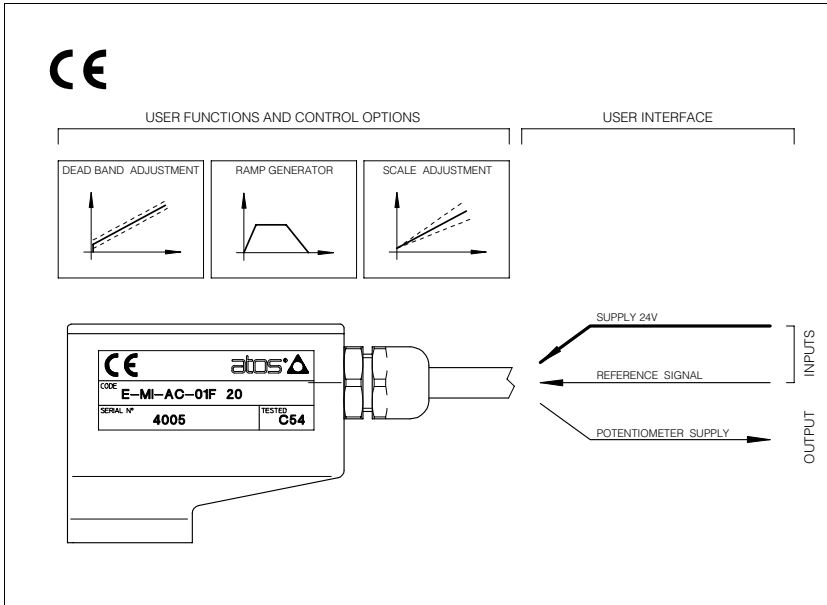 CE
USER FUNCTIONS AND CONTROL OPTIONS
USER INTERFACE
DEAD BAND ADJUSTMENT
RAMP GENERATOR
SCALE ADJUSTMENT
SUPPLY 24V
REFERENCE SIGNAL
POTENTIOMETER SUPPLY
INPUTS
OUTPUT
CE atos
CODE E-MI-AC-01F 20
SERIAL N° 4005 TESTED C54